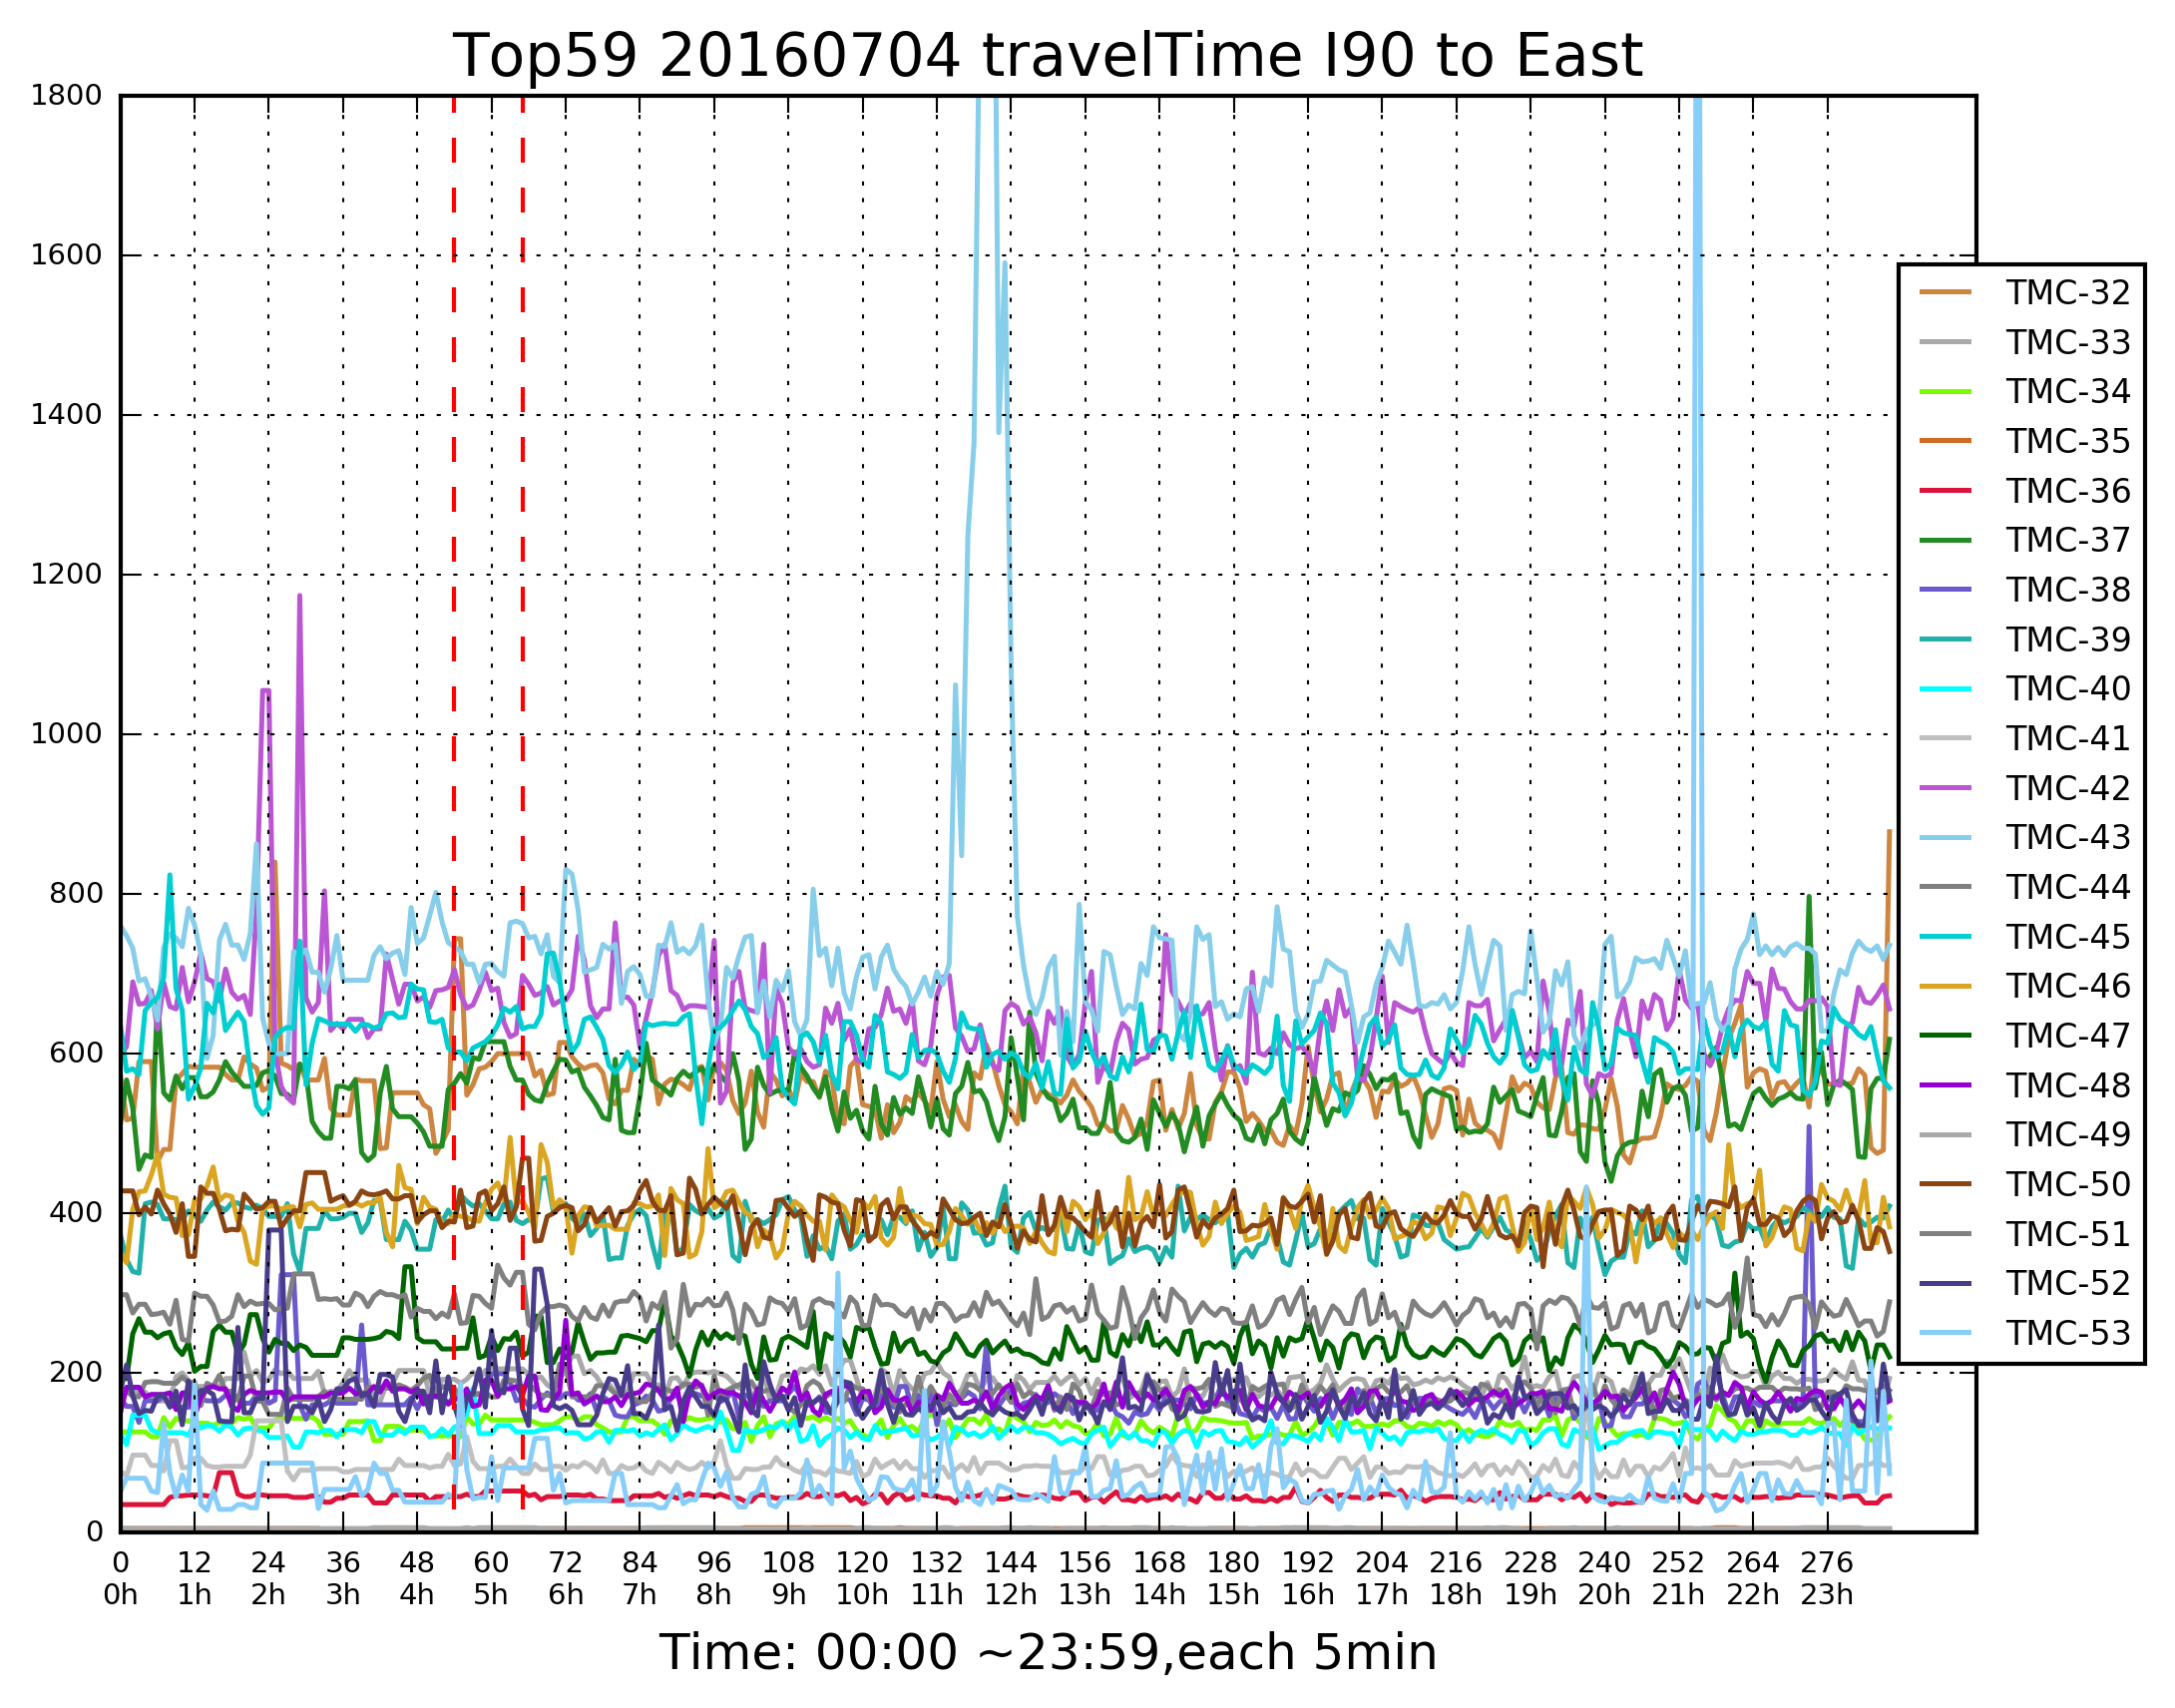 Top59 20160704 travelTime I90 to East
1800
1600
1400
1200
1000
800
600
400
200
0
0 12 24 36 48 60 72 84 96 108 120 132 144 156 168 180 192 204 216 228 240 252 264 276
0h 1h 2h 3h 4h 5h 6h 7h 8h 9h 10h 11h 12h 13h 14h 15h 16h 17h 18h 19h 20h 21h 22h 23h
Time: 00:00 ~23:59,each 5min
TMC-32
TMC-33
TMC-34
TMC-35
TMC-36
TMC-37
TMC-38
TMC-39
TMC-40
TMC-41
TMC-42
TMC-43
TMC-44
TMC-45
TMC-46
TMC-47
TMC-48
TMC-49
TMC-50
TMC-51
TMC-52
TMC-53